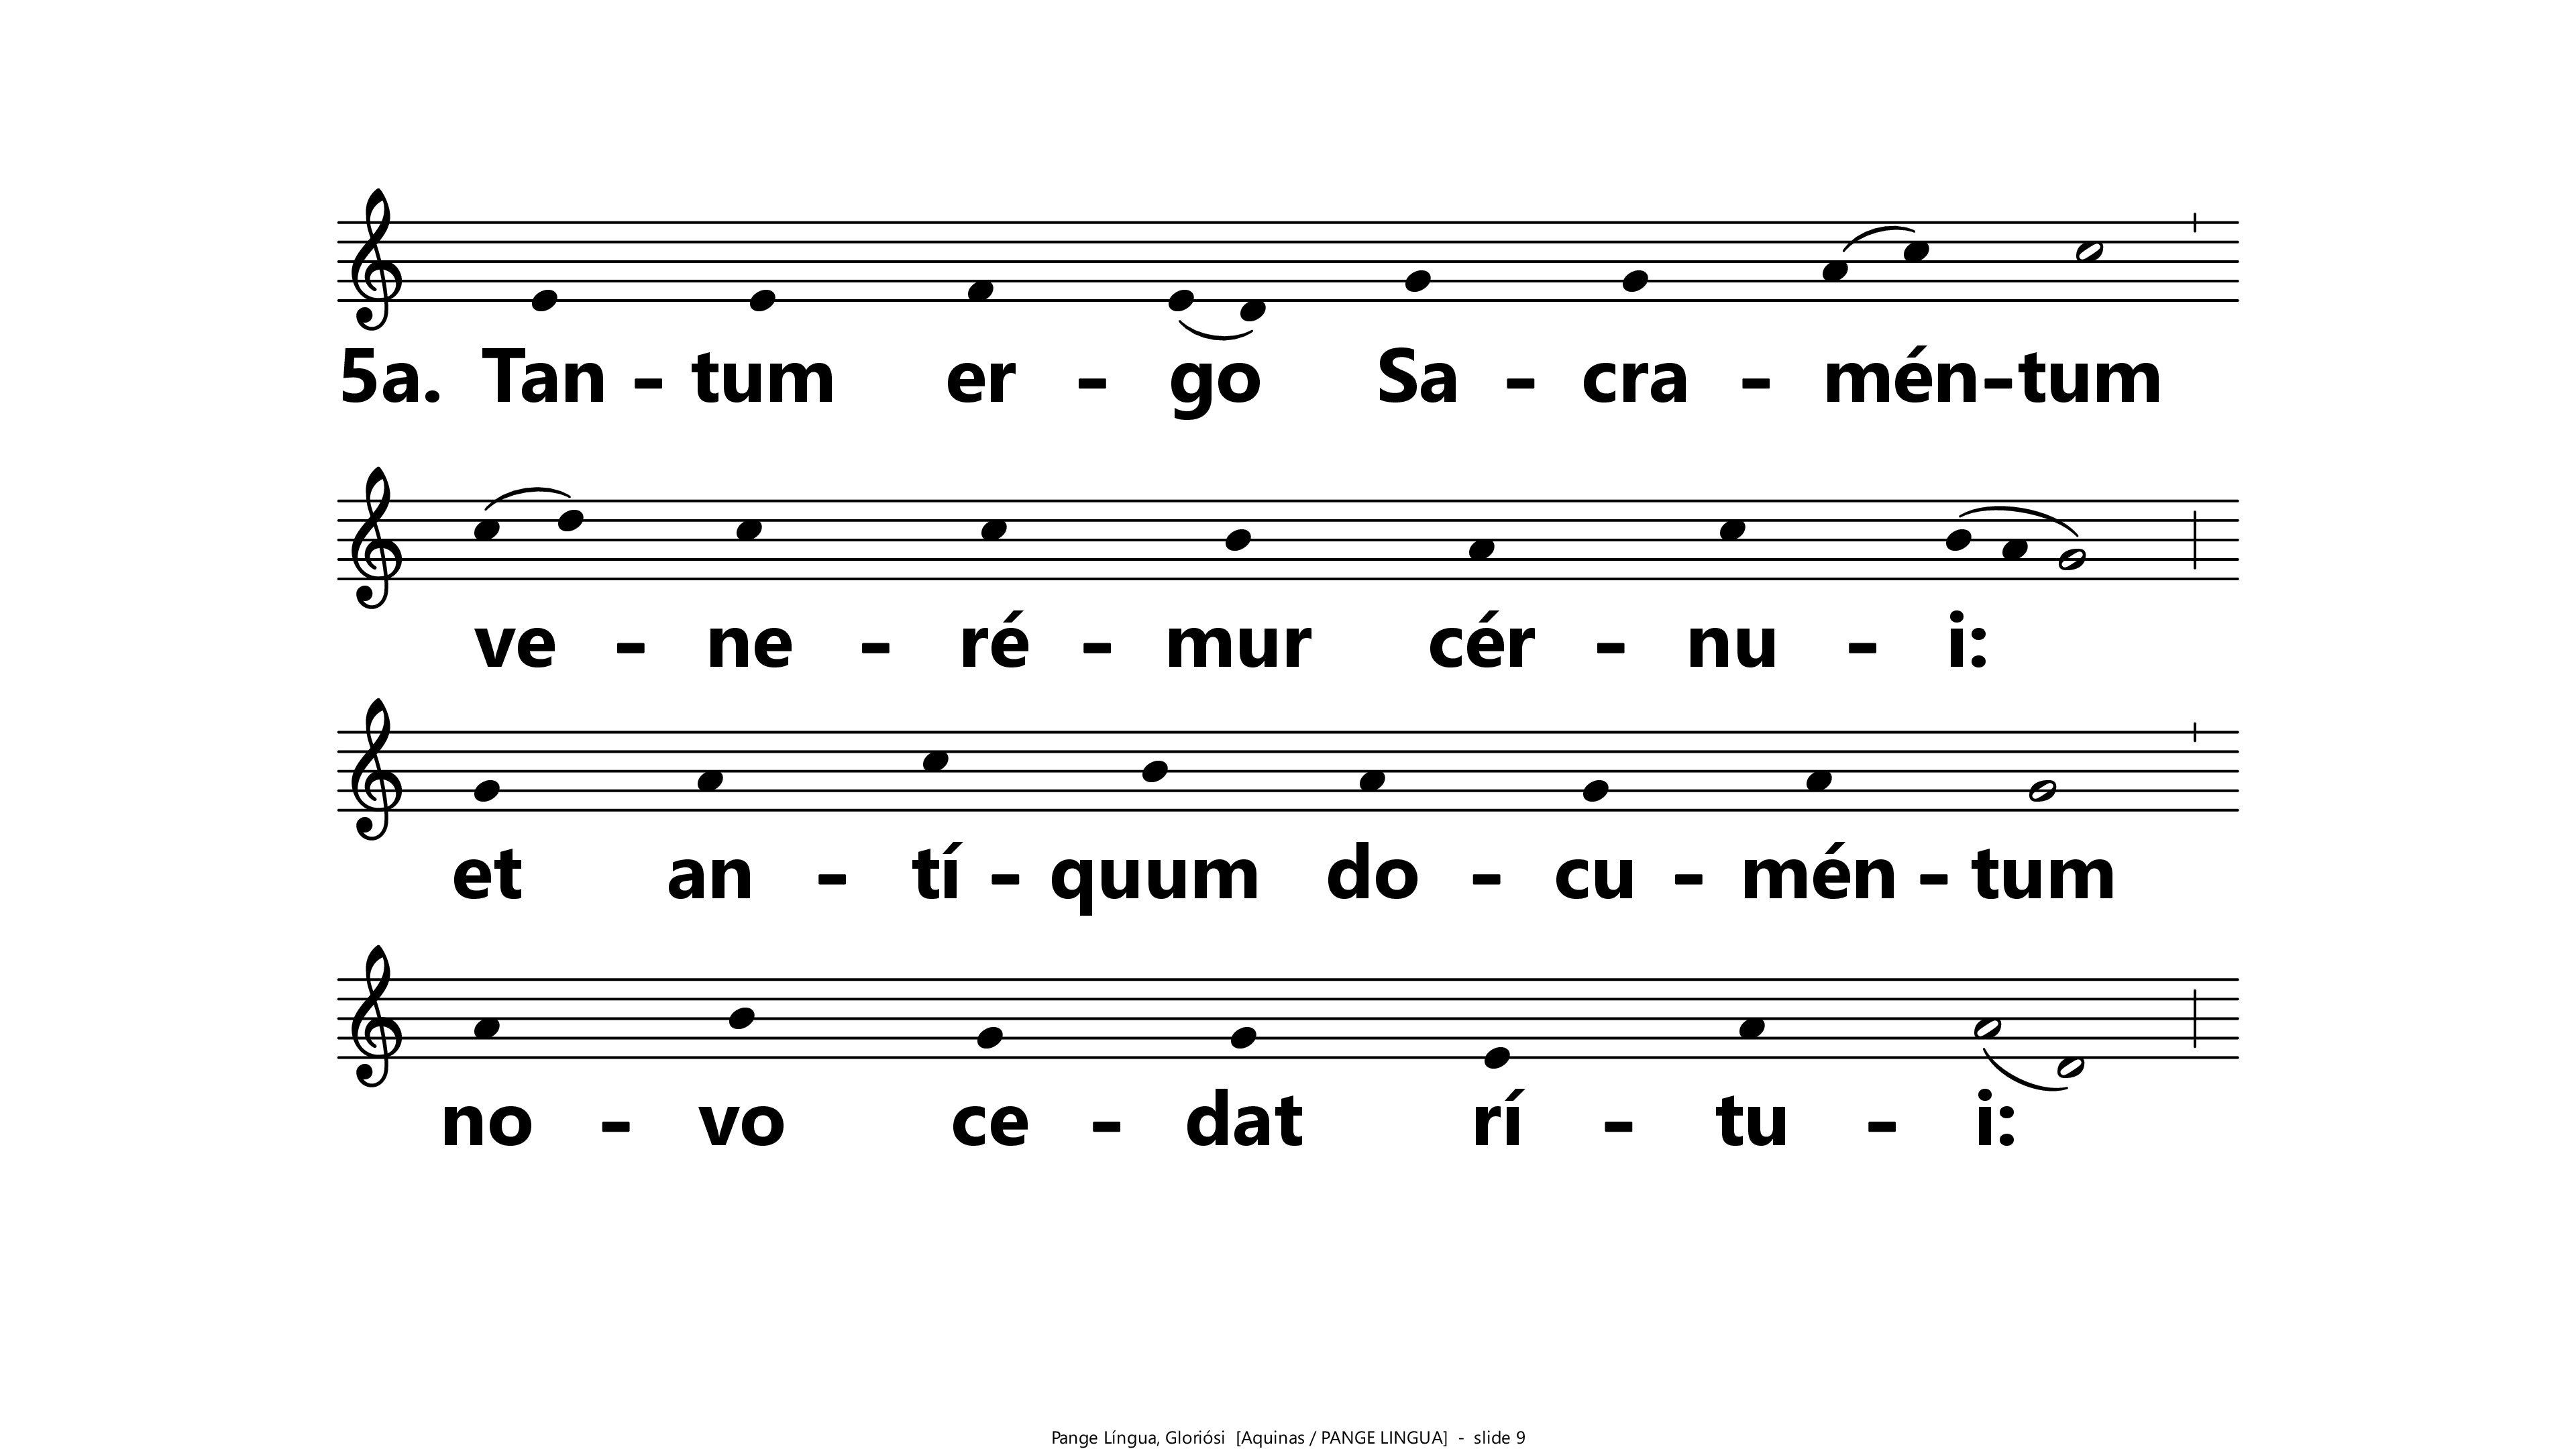 5a. Tan - tum er - go Sa - cra - mén - tum
ve - ne - ré - mur cér - nu - i:
et an - tí - quum do - cu - mén - tum
no - vo ce - dat rí - tu - i:
Pange Língua, Gloriósi [Aquinas / PANGE LINGUA] - slide 9